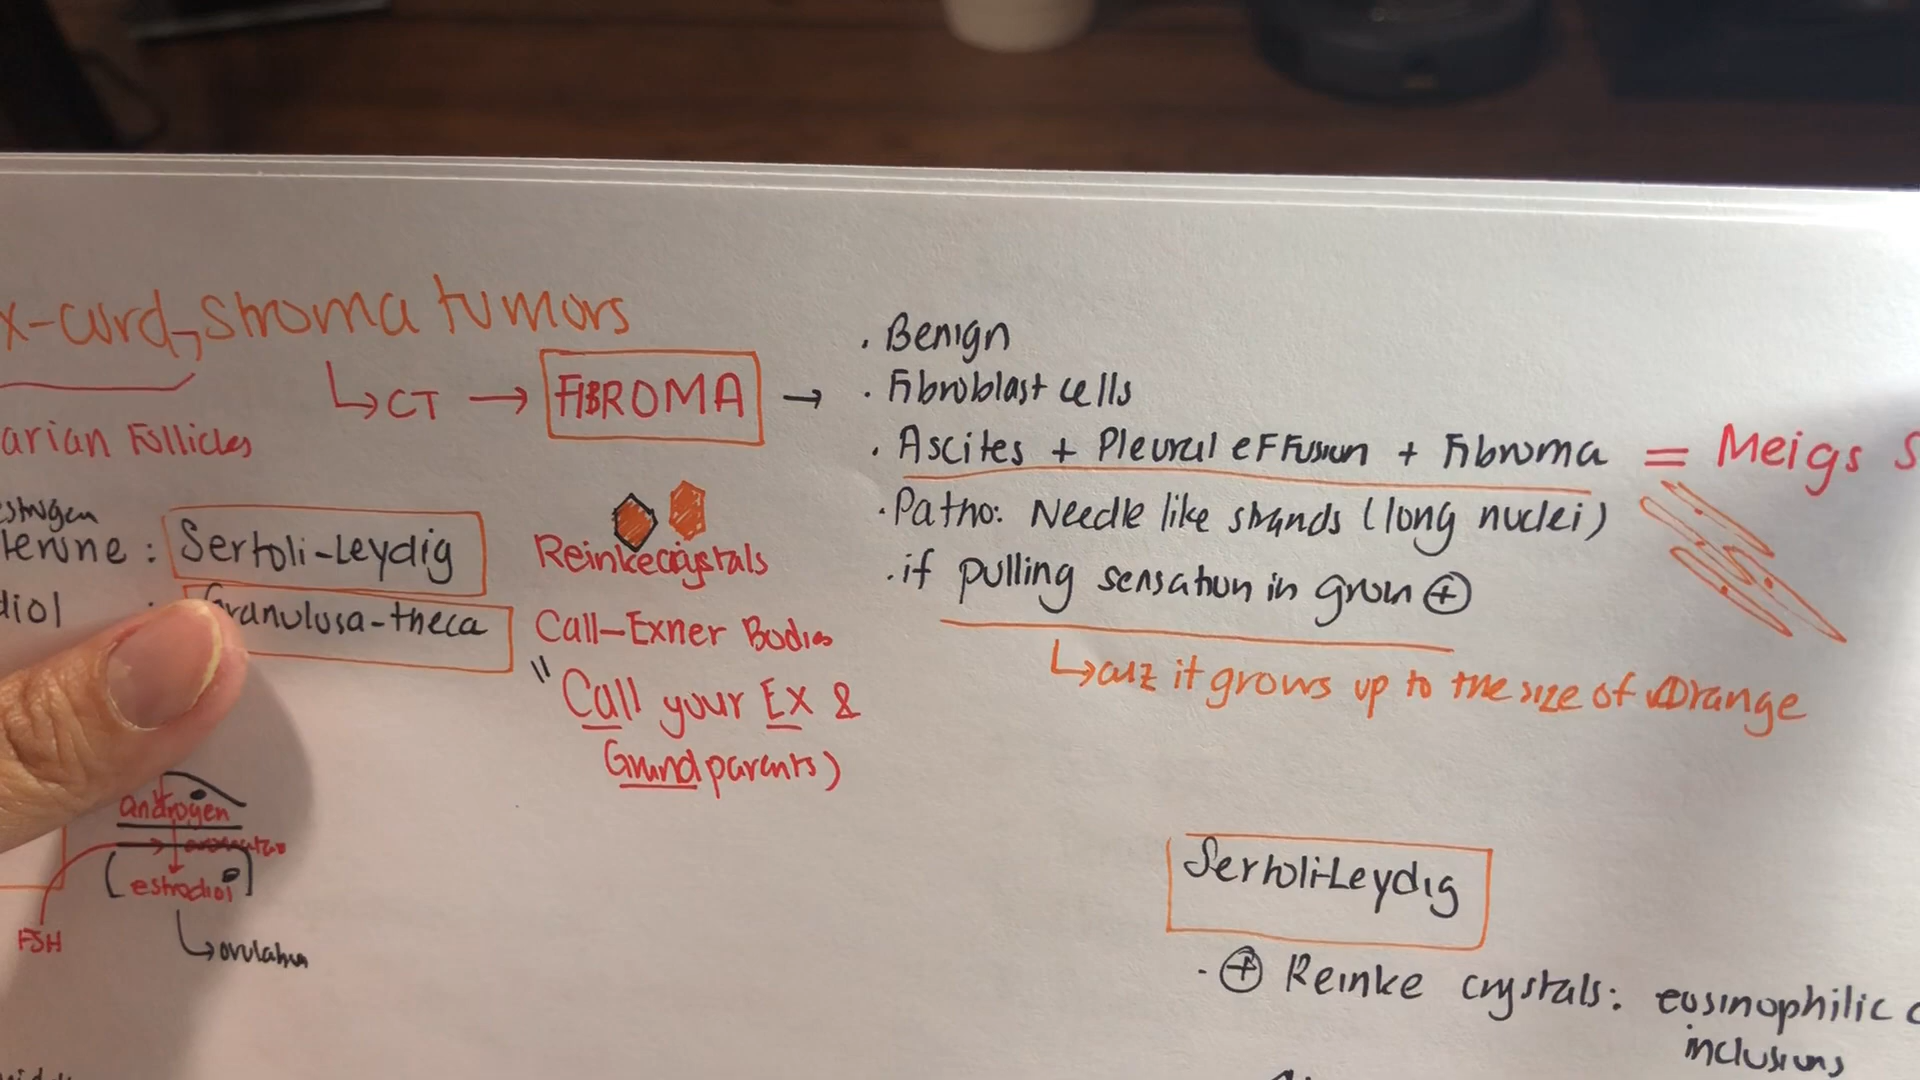 x-cord, stroma tumors
CT → FIBROMA →
. Benign
. Fibroblast cells
. Ascites + Pleural effusion + Fibroma = Meigs S
. Patho: Needle like strands (long nuclei)
. if pulling sensation in groin ⊕
↳ cuz it grows up to the size of orange
arian Follicles
estrogen
terone : Sertoli-Leydig
Reinke crystals
diol : Granulosa-theca
Call-Exner Bodies
"Call your Ex &
Grandparents)
androgen
estradiol
FSH
↳ ovulation
Sertoli-Leydig
. ⊕ Reinke crystals: eosinophilic c
inclusions